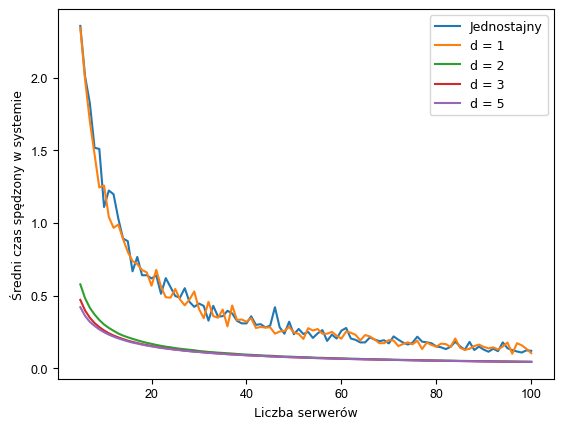 Jednostajny
d = 1
d = 2
d = 3
d = 5
Średni czas spędzony w systemie
2.0
1.5
1.0
0.5
0.0
20
40
60
80
100
Liczba serwerów